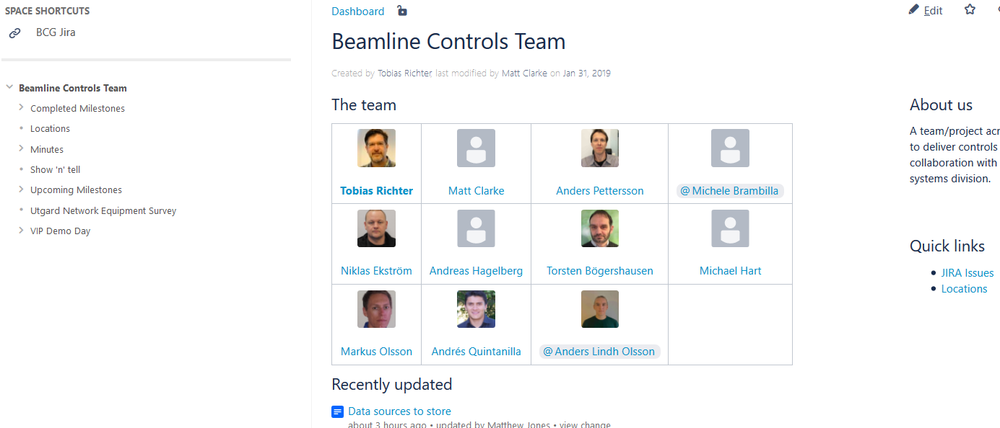 SPACE SHORTCUTS
BCG Jira
Beamline Controls Team
Completed Milestones
Locations
Minutes
Show 'n' tell
Upcoming Milestones
Utgard Network Equipment Survey
VIP Demo Day
Dashboard
Edit
Beamline Controls Team
Created by Tobias Richter, last modified by Matt Clarke on Jan 31, 2019
The team
Tobias Richter
Matt Clarke
Anders Pettersson
@ Michele Brambilla
Niklas Ekström
Andreas Hagelberg
Torsten Bögershausen
Michael Hart
Markus Olsson
Andrés Quintanilla
@ Anders Lindh Olsson
Recently updated
Data sources to store
about 3 hours ago • updated by Matthew Jones • view change
About us
A team/project
to deliver controls
collaboration with
systems division.
Quick links
JIRA Issues
Locations